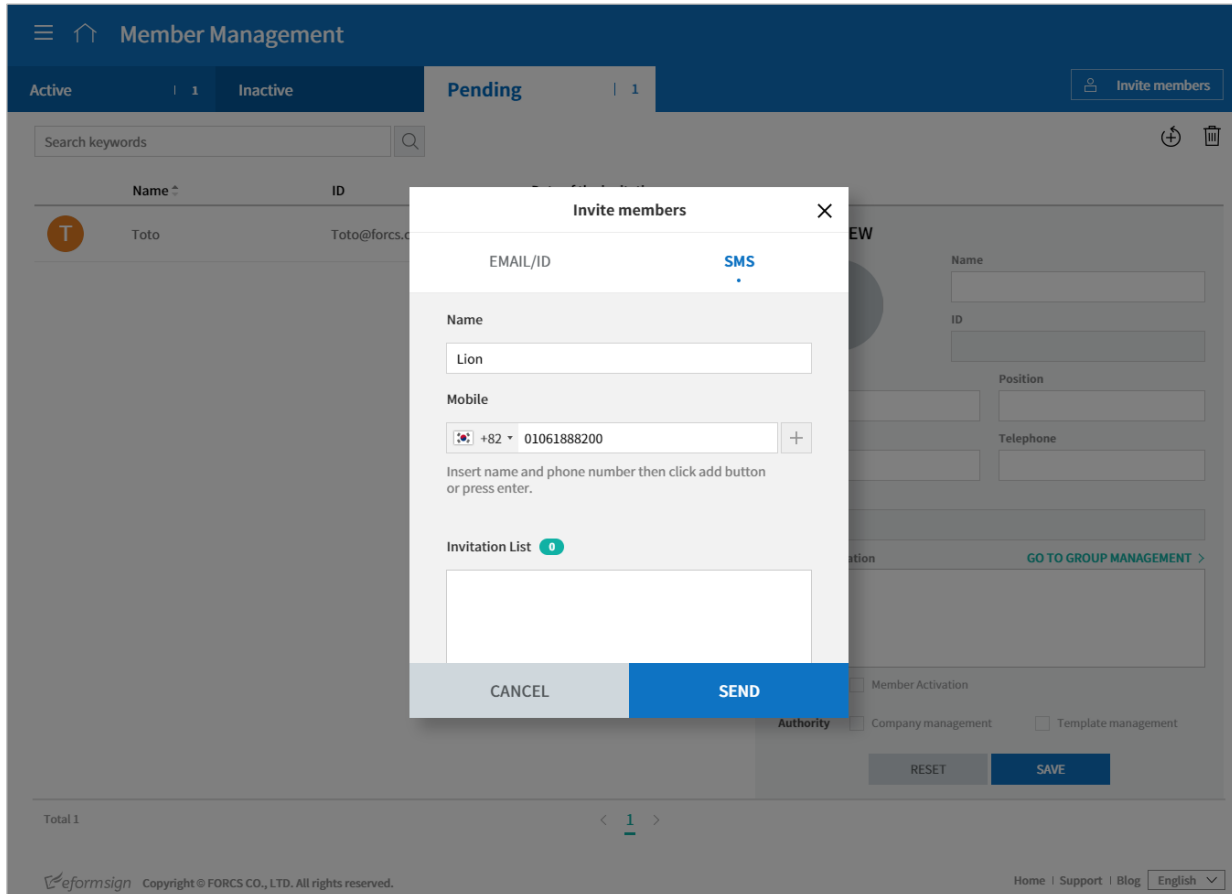 Member Management
Active | 1
Inactive
Pending | 1
Invite members
Search keywords
Name
ID
T
Toto
Toto@forcs.c
Invite members
EMAIL/ID
SMS
Name
Lion
Mobile
+82
01061888200
+
Insert name and phone number then click add button
or press enter.
Invitation List 0
CANCEL
SEND
EW
Name
ID
Position
Telephone
ation
GO TO GROUP MANAGEMENT >
Member Activation
Authority
Company management
Template management
RESET
SAVE
Total 1
< 1 >
eformsign Copyright © FORCS CO., LTD. All rights reserved.
Home | Support | Blog
English